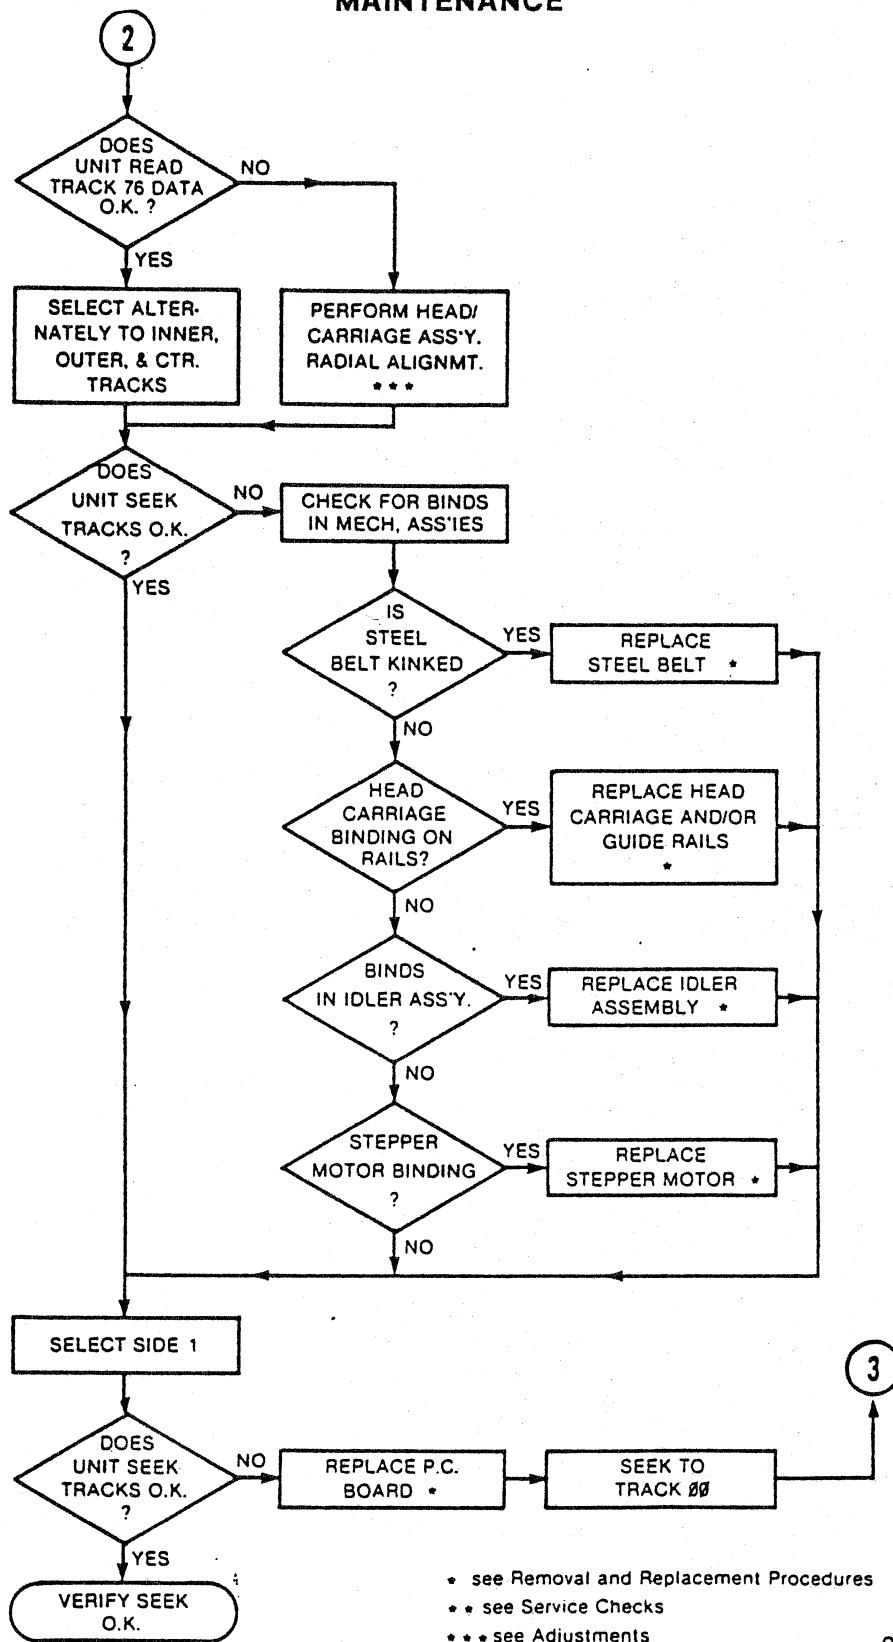 MAINTENANCE
2
DOES
UNIT READ
TRACK 76 DATA
O.K. ?
NO
YES
SELECT ALTER-
NATELY TO INNER,
OUTER, & CTR.
TRACKS
PERFORM HEAD/
CARRIAGE ASS'Y.
RADIAL ALIGNMT.
***
DOES
UNIT SEEK
TRACKS O.K.
?
NO
YES
CHECK FOR BINDS
IN MECH, ASS'IES
IS
STEEL
BELT KINKED
?
YES
NO
REPLACE
STEEL BELT *
HEAD
CARRIAGE
BINDING ON
RAILS?
YES
NO
REPLACE HEAD
CARRIAGE AND/OR
GUIDE RAILS
*
BINDS
IN IDLER ASS'Y.
?
YES
NO
REPLACE IDLER
ASSEMBLY *
STEPPER
MOTOR BINDING
?
YES
NO
REPLACE
STEPPER MOTOR *
SELECT SIDE 1
DOES
UNIT SEEK
TRACKS O.K.
?
NO
YES
REPLACE P.C.
BOARD *
SEEK TO
TRACK 00
3
VERIFY SEEK
O.K.
* see Removal and Replacement Procedures
** see Service Checks
*** see Adjustments